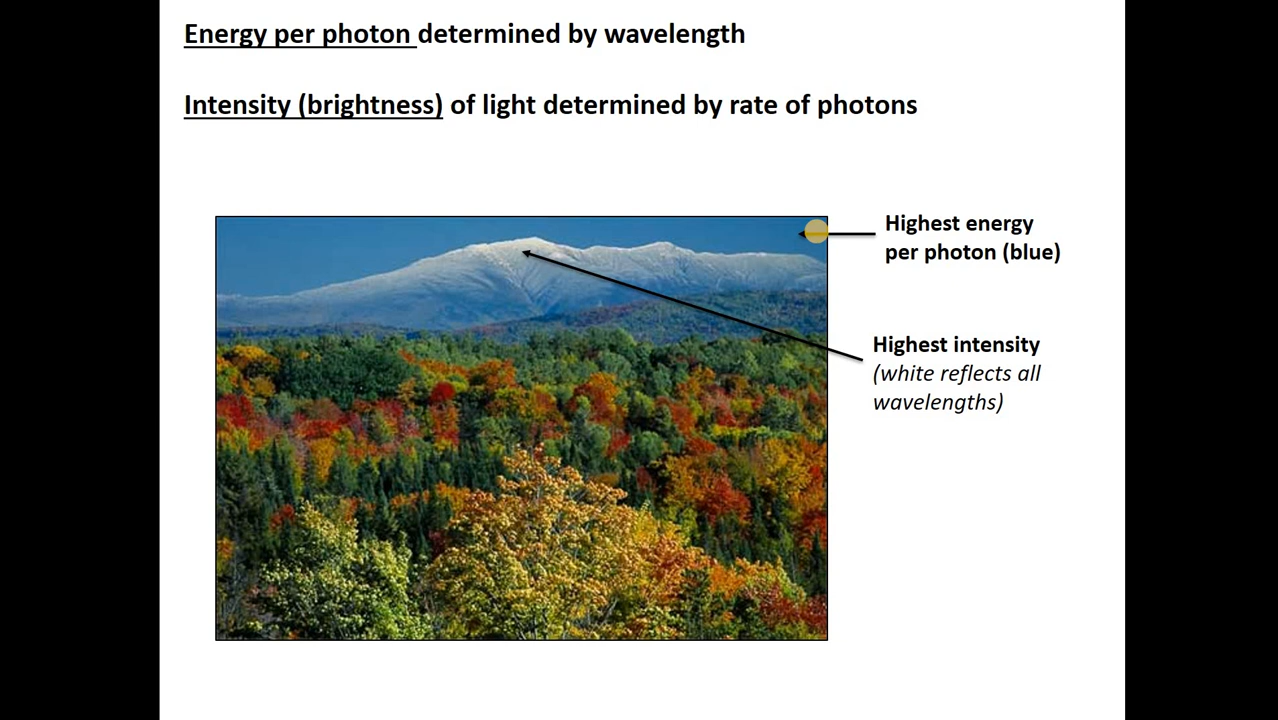 Energy per photon determined by wavelength
Intensity (brightness) of light determined by rate of photons
Highest energy
per photon (blue)
Highest intensity
(white reflects all
wavelengths)